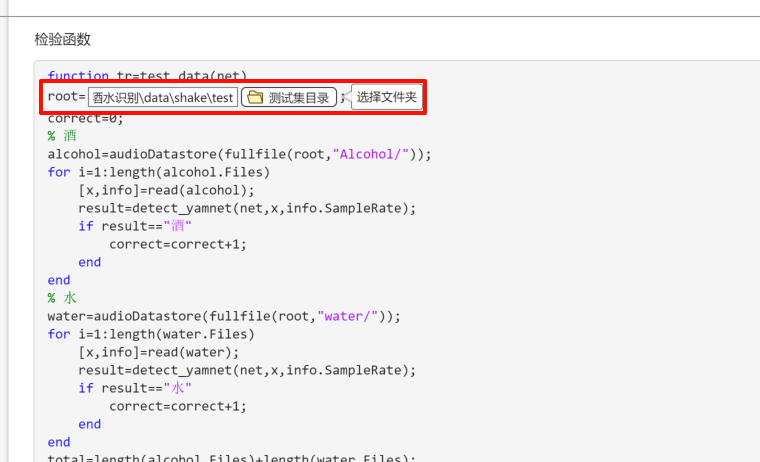 检验函数
function tr=test_data(net)
root= 酒水识别\data\shake\test 测试集目录 ; 选择文件夹
correct=0;
% 酒
alcohol=audioDatastore(fullfile(root,"Alcohol/"));
for i=1:length(alcohol.Files)
[x,info]=read(alcohol);
result=detect_yamnet(net,x,info.SampleRate);
if result=="酒"
correct=correct+1;
end
end
% 水
water=audioDatastore(fullfile(root,"water/"));
for i=1:length(water.Files)
[x,info]=read(water);
result=detect_yamnet(net,x,info.SampleRate);
if result=="水"
correct=correct+1;
end
end
total=length(alcohol.Files)+length(water.Files);